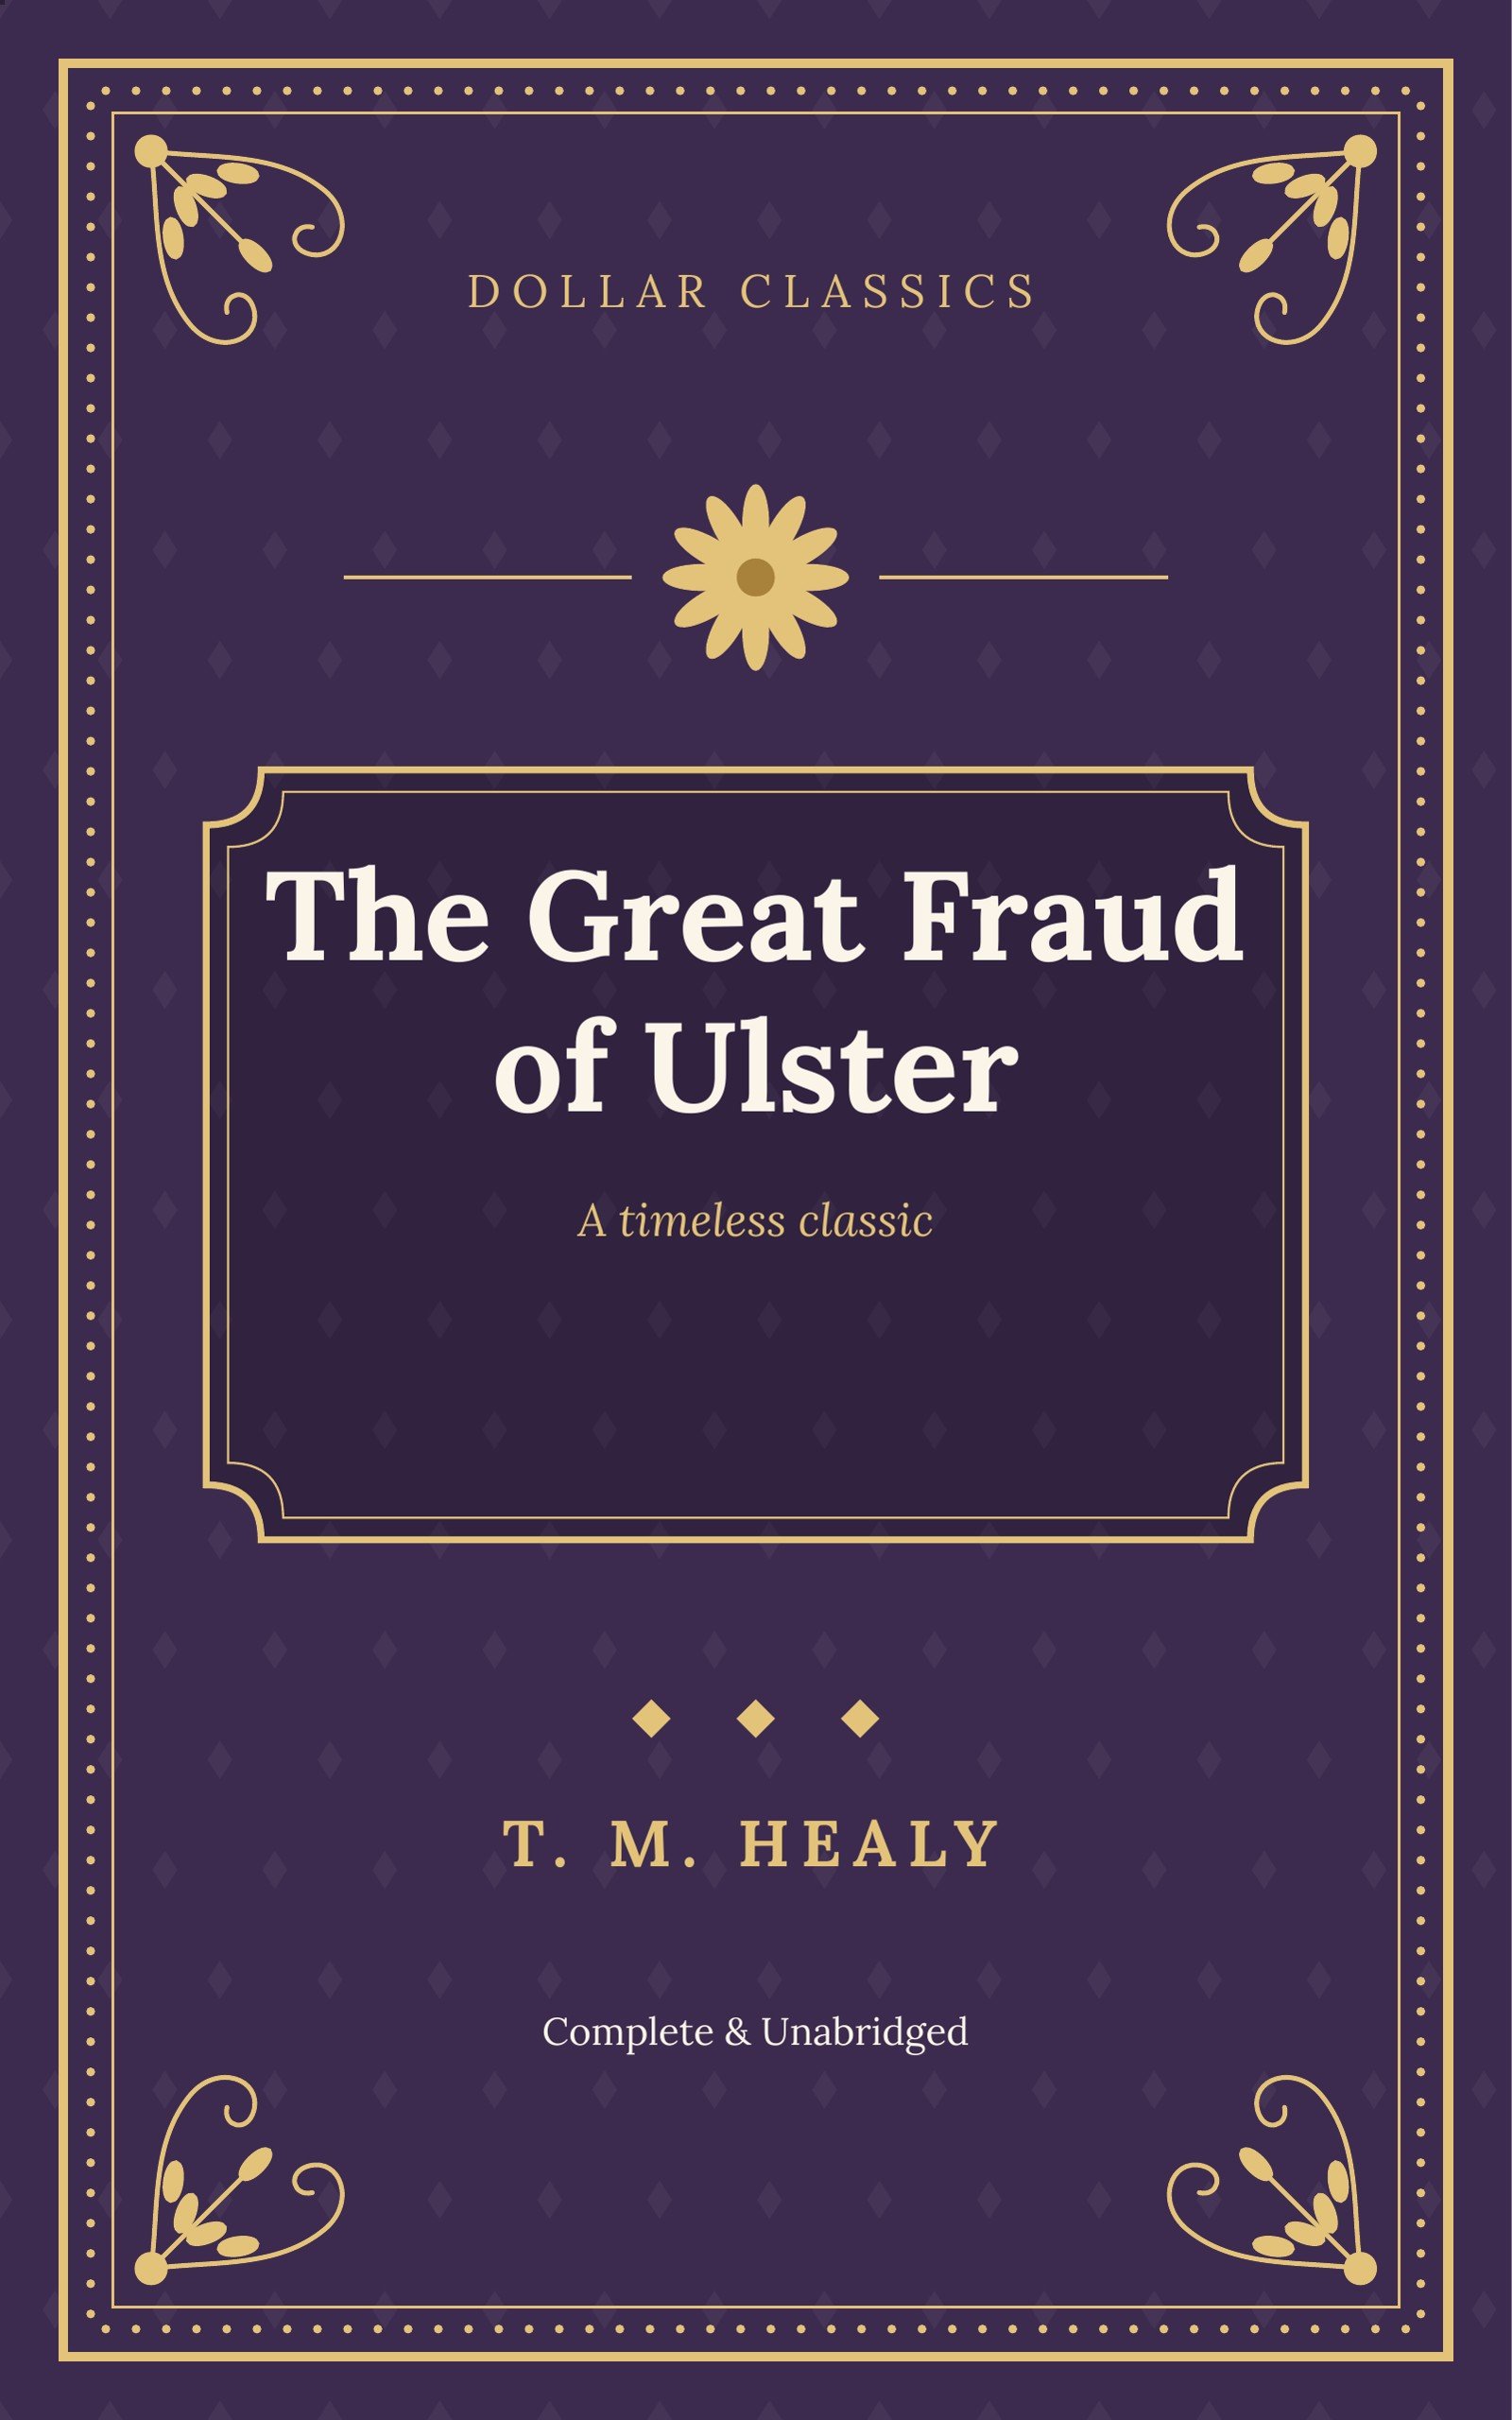 DOLLAR CLASSICS
The Great Fraud
of Ulster
A timeless classic
T. M. HEALY
Complete & Unabridged